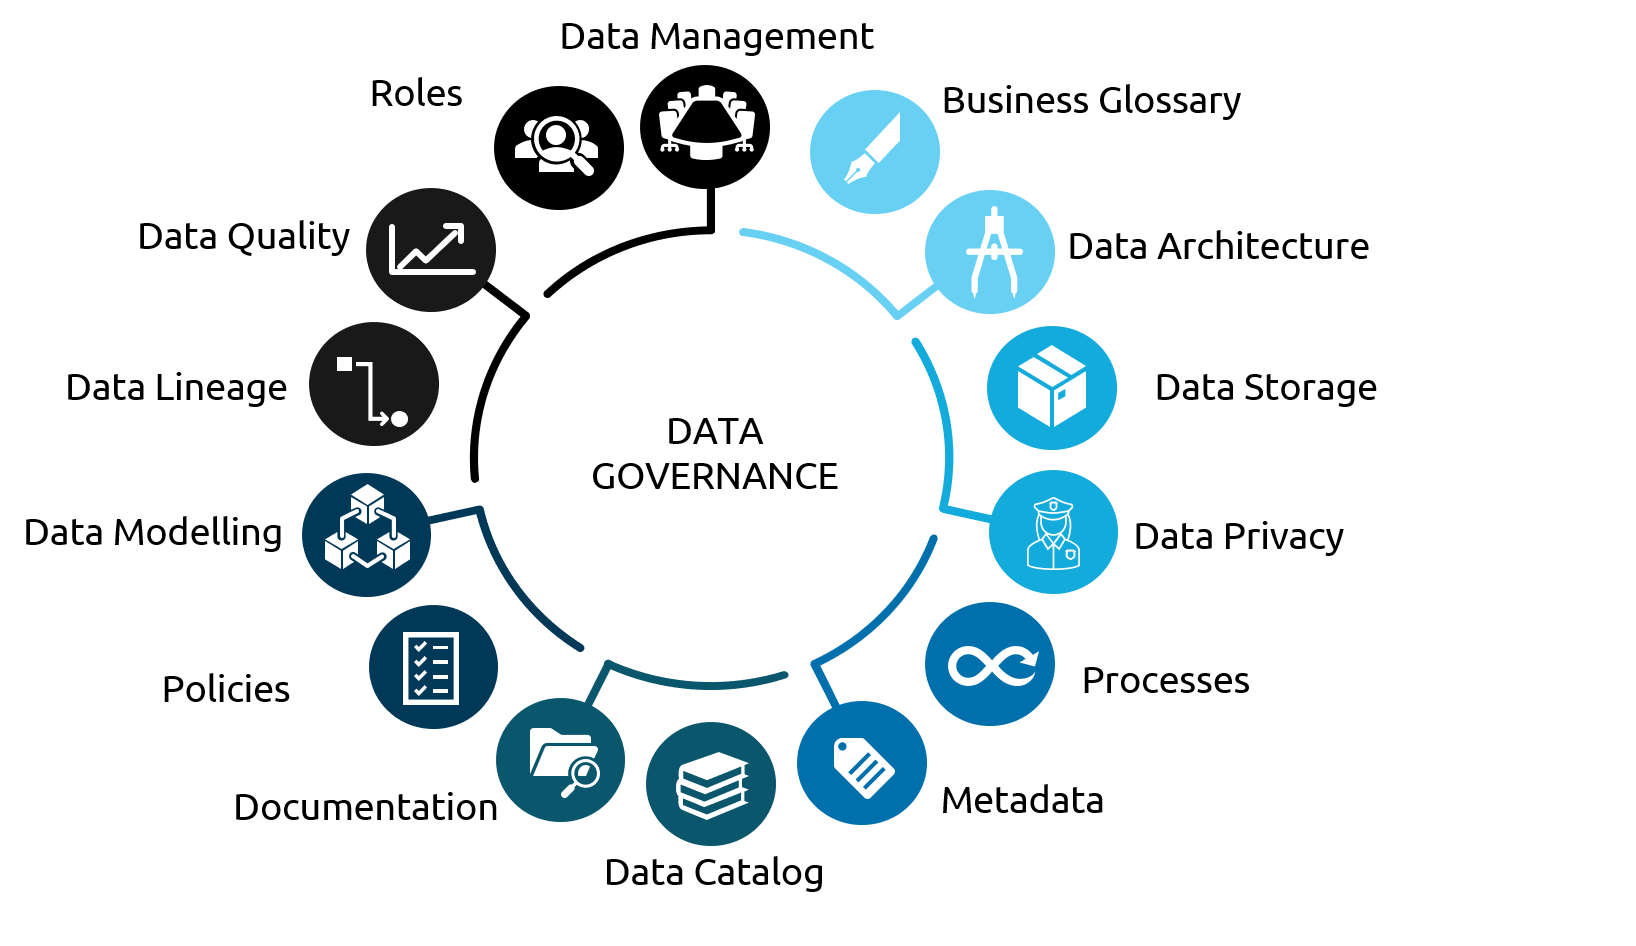 Data Management
Roles
Business Glossary
Data Quality
Data Architecture
Data Lineage
Data Storage
DATA
GOVERNANCE
Data Modelling
Data Privacy
Policies
Processes
Documentation
Metadata
Data Catalog